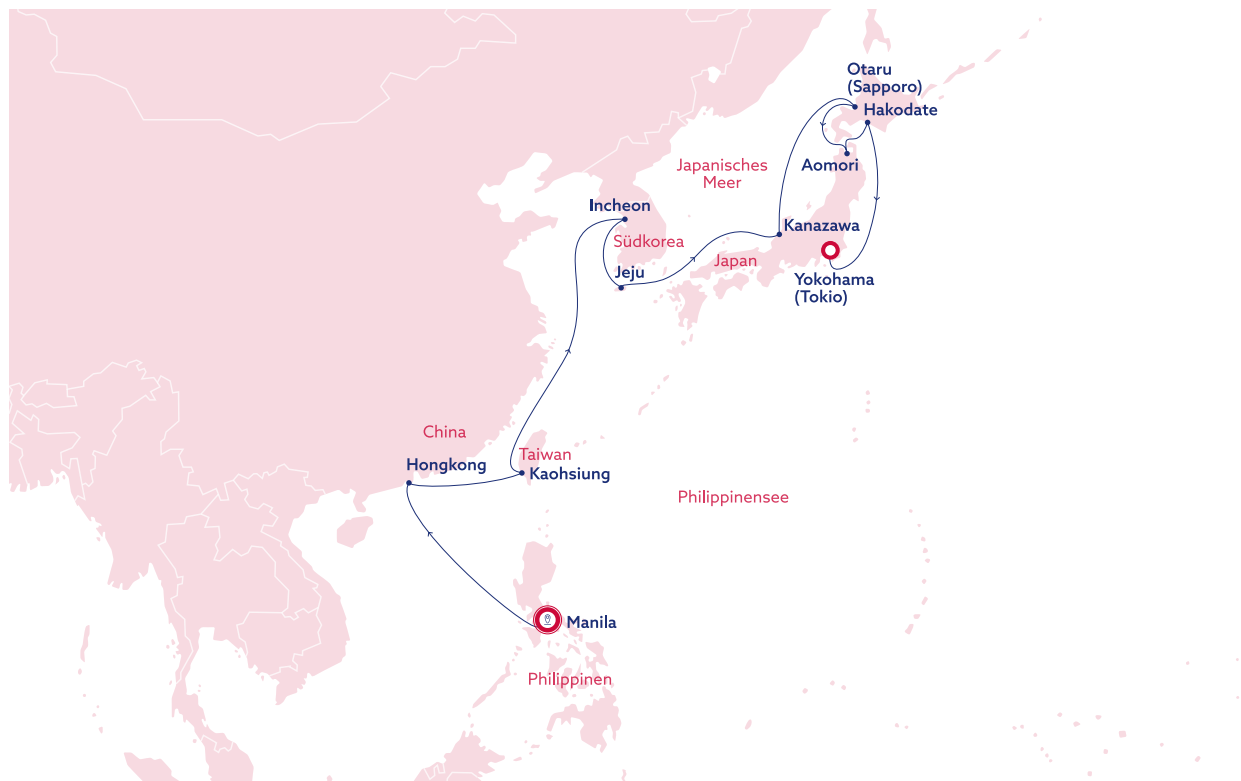 Otaru
(Sapporo)
Hakodate
Aomori
Japanisches
Meer
Incheon
Südkorea
Kanazawa
Japan
Jeju
Yokohama
(Tokio)
China
Hongkong
Taiwan
Kaohsiung
Philippinensee
Manila
Philippinen